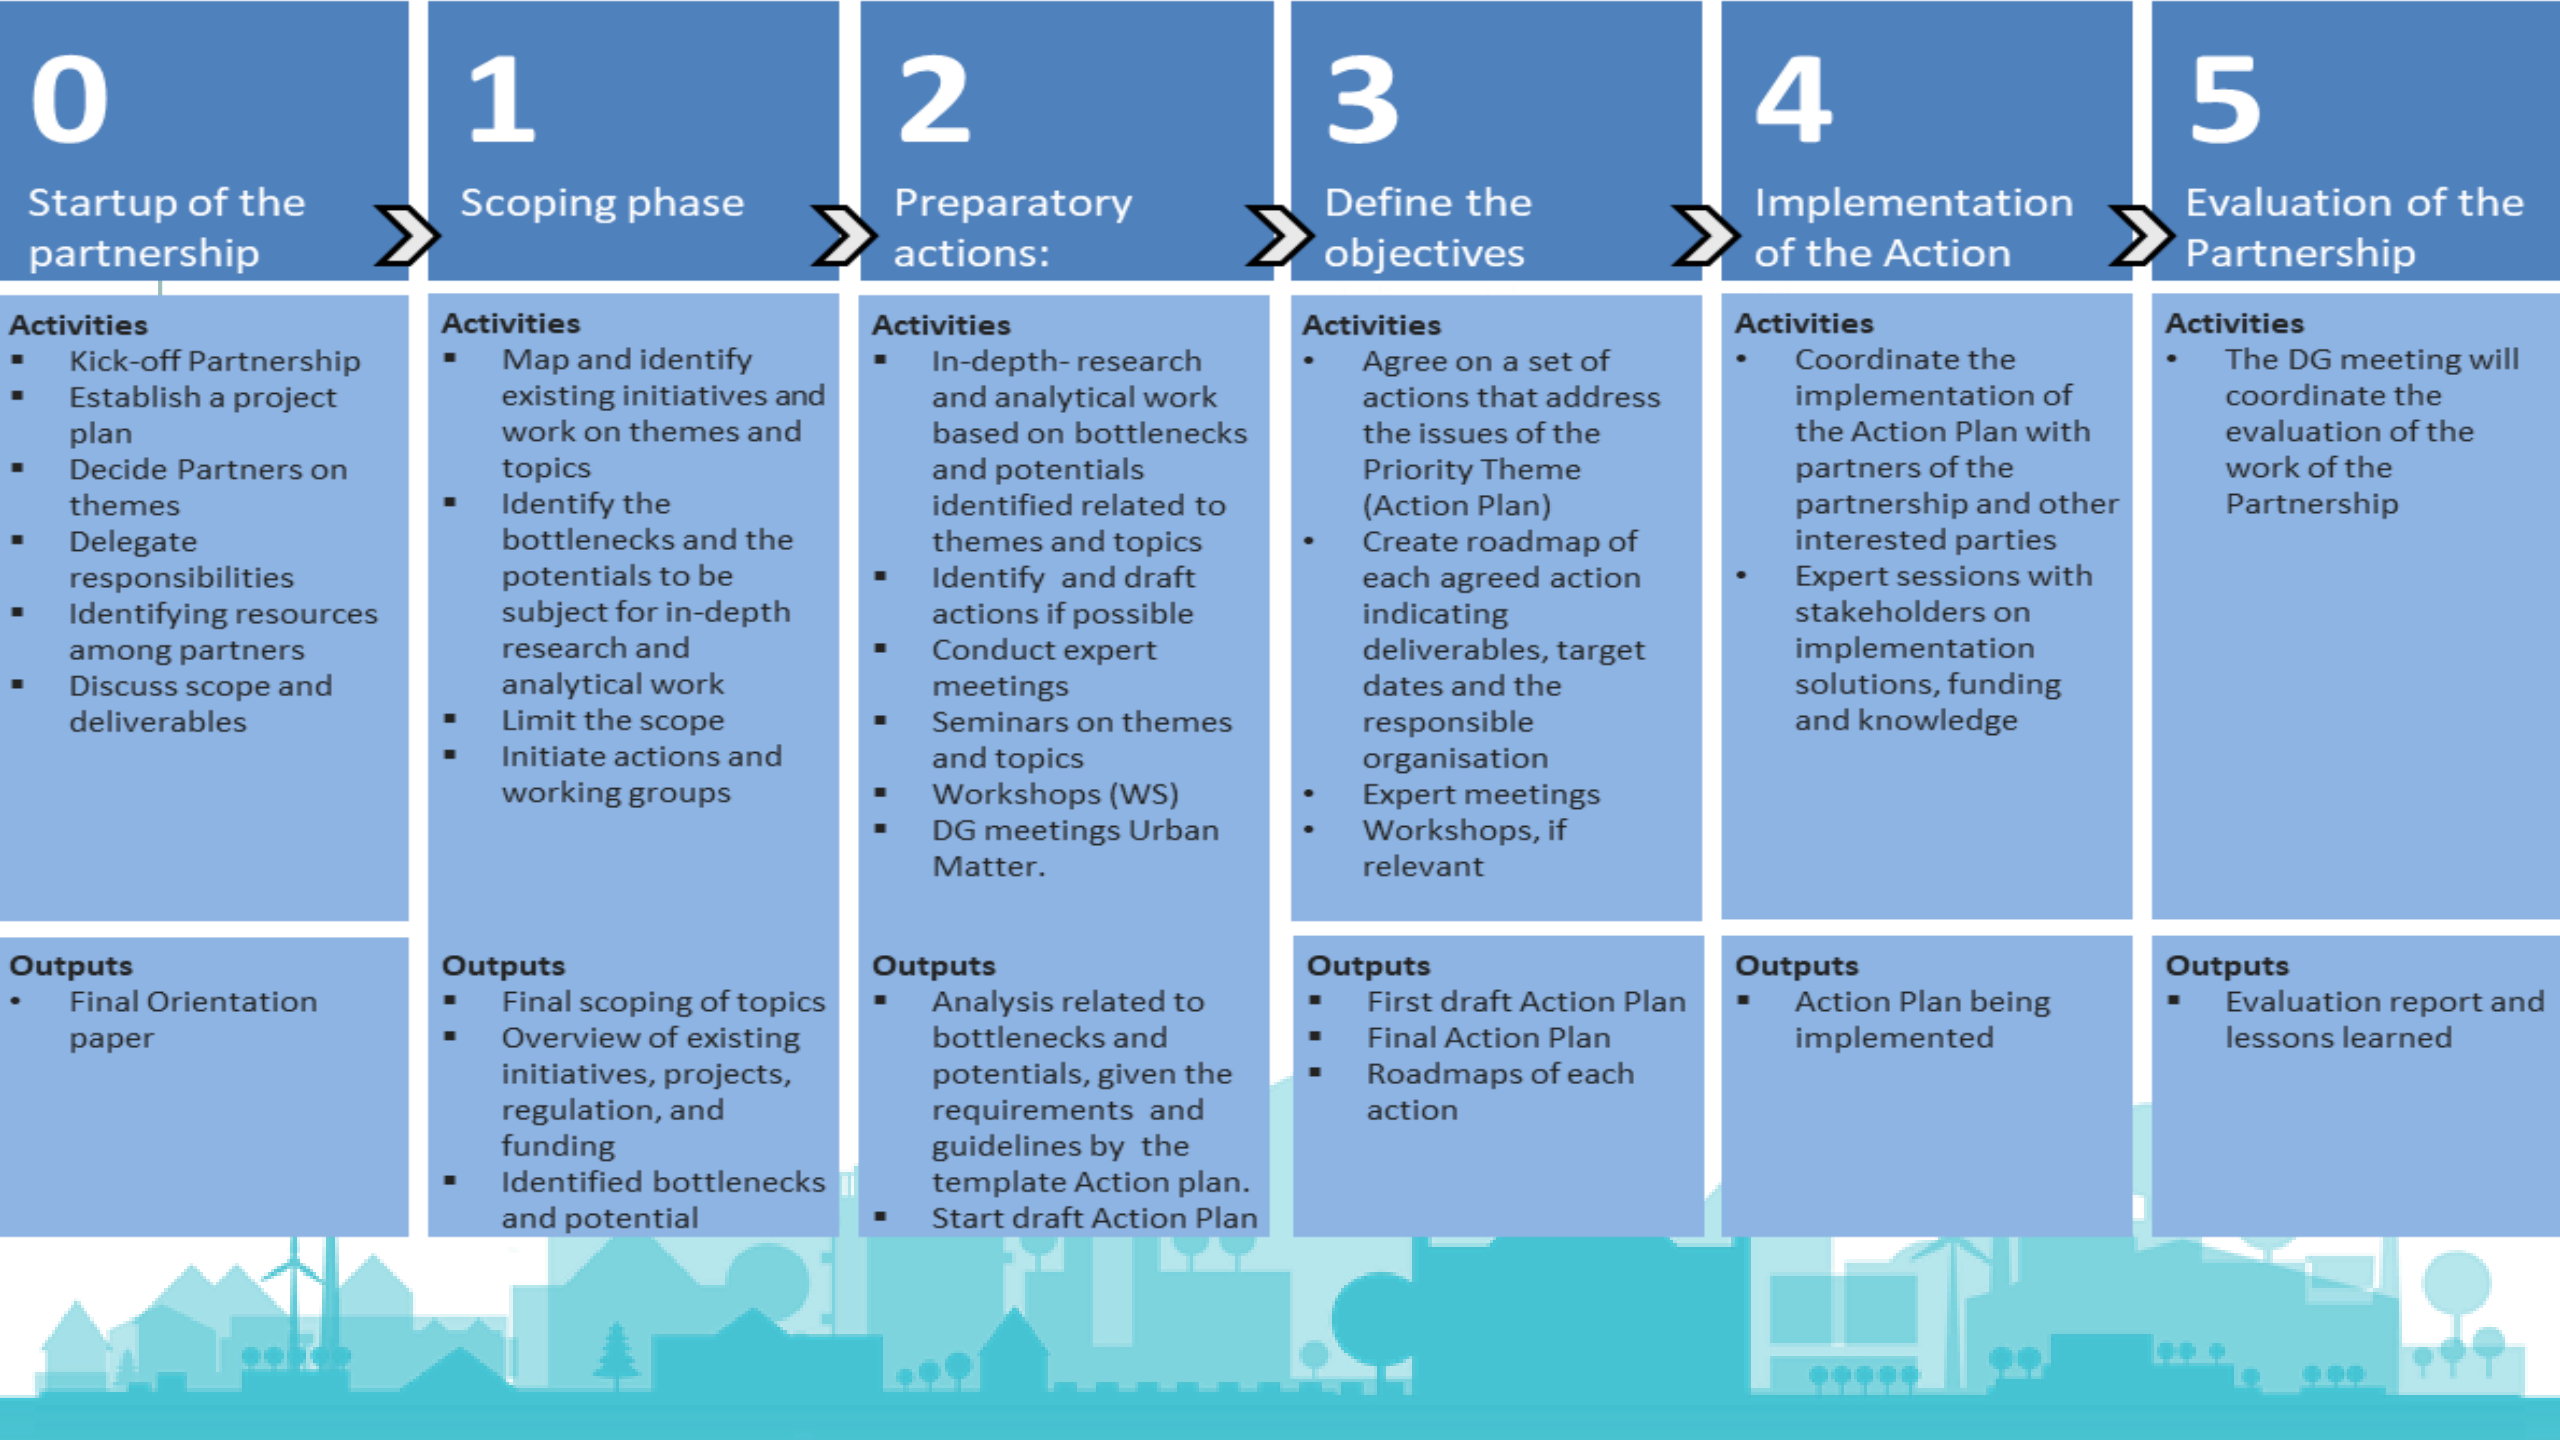 0
Startup of the
partnership
Activities
▪ Kick-off Partnership
▪ Establish a project
plan
▪ Decide Partners on
themes
▪ Delegate
responsibilities
▪ Identifying resources
among partners
▪ Discuss scope and
deliverables
Outputs
• Final Orientation
paper
1
Scoping phase
Activities
▪ Map and identify
existing initiatives and
work on themes and
topics
▪ Identify the
bottlenecks and the
potentials to be
subject for in-depth
research and
analytical work
▪ Limit the scope
▪ Initiate actions and
working groups
Outputs
▪ Final scoping of topics
▪ Overview of existing
initiatives, projects,
regulation, and
funding
▪ Identified bottlenecks
and potential
2
Preparatory
actions:
Activities
▪ In-depth- research
and analytical work
based on bottlenecks
and potentials
identified related to
themes and topics
▪ Identify and draft
actions if possible
▪ Conduct expert
meetings
▪ Seminars on themes
and topics
▪ Workshops (WS)
▪ DG meetings Urban
Matter.
Outputs
▪ Analysis related to
bottlenecks and
potentials, given the
requirements and
guidelines by the
template Action plan.
▪ Start draft Action Plan
3
Define the
objectives
Activities
• Agree on a set of
actions that address
the issues of the
Priority Theme
(Action Plan)
• Create roadmap of
each agreed action
indicating
deliverables, target
dates and the
responsible
organisation
• Expert meetings
• Workshops, if
relevant
Outputs
▪ First draft Action Plan
▪ Final Action Plan
▪ Roadmaps of each
action
4
Implementation
of the Action
Activities
• Coordinate the
implementation of
the Action Plan with
partners of the
partnership and other
interested parties
• Expert sessions with
stakeholders on
implementation
solutions, funding
and knowledge
Outputs
▪ Action Plan being
implemented
5
Evaluation of the
Partnership
Activities
• The DG meeting will
coordinate the
evaluation of the
work of the
Partnership
Outputs
▪ Evaluation report and
lessons learned